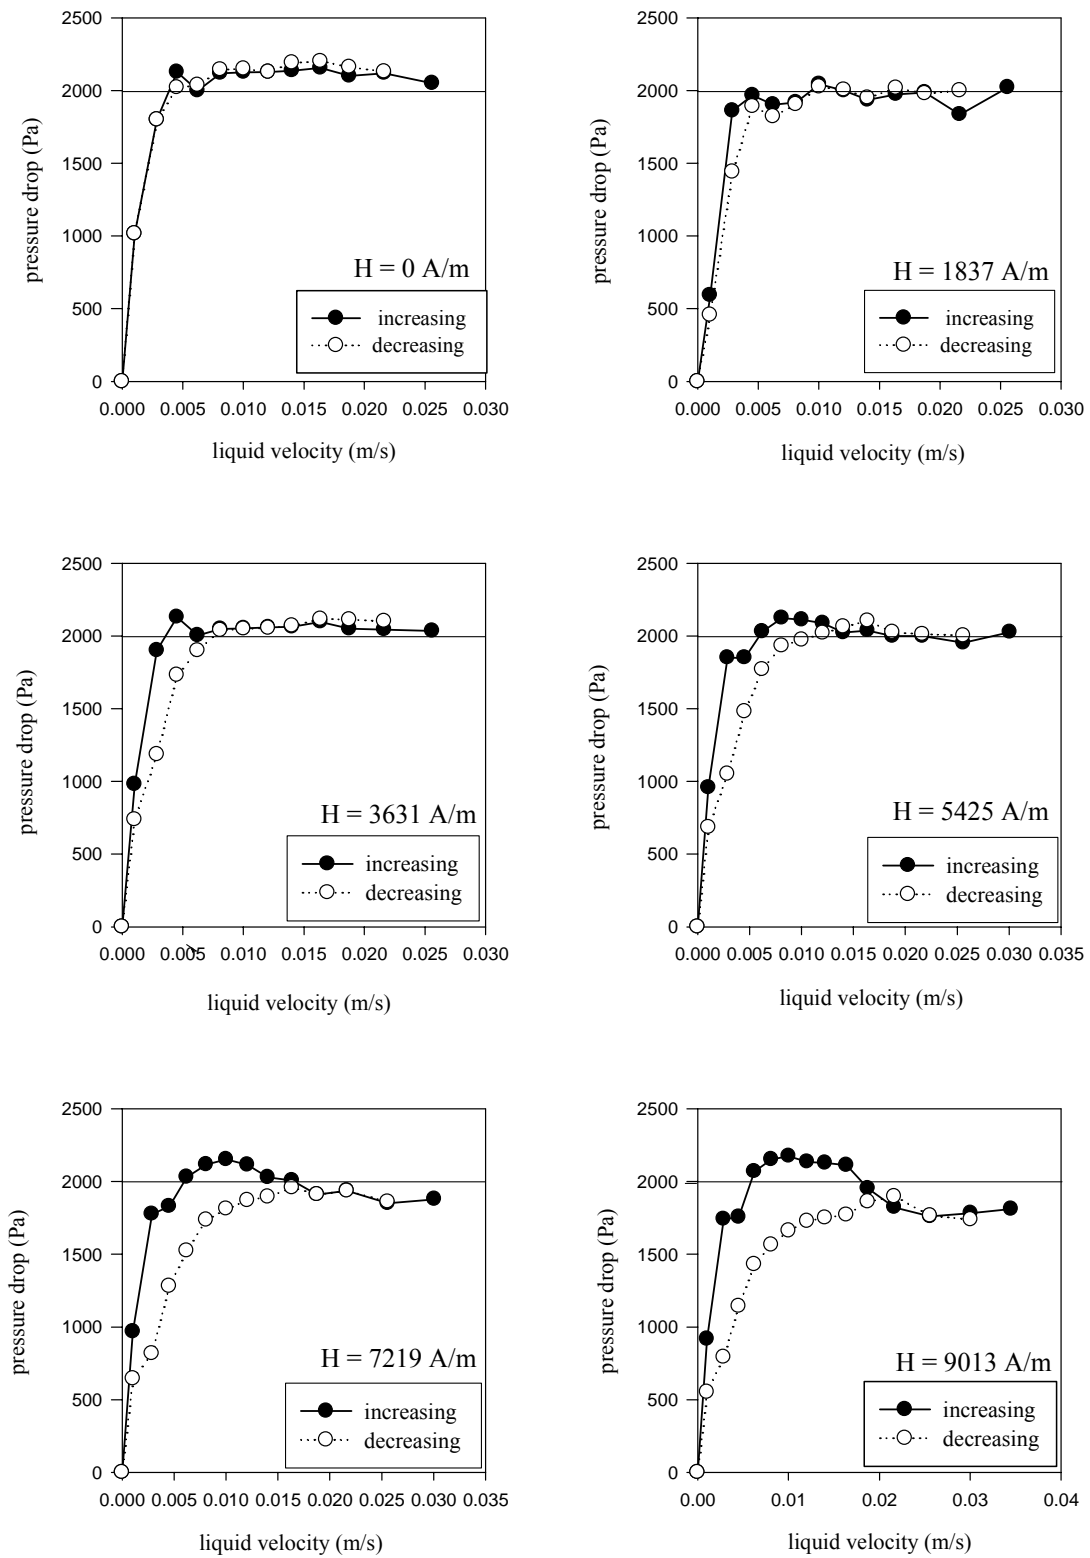 2500
2000
1500
1000
500
0
pressure drop (Pa)
H = 0 A/m
increasing
decreasing
0.000 0.005 0.010 0.015 0.020 0.025 0.030
liquid velocity (m/s)
2500
2000
1500
1000
500
0
pressure drop (Pa)
H = 1837 A/m
increasing
decreasing
0.000 0.005 0.010 0.015 0.020 0.025 0.030
liquid velocity (m/s)
2500
2000
1500
1000
500
0
pressure drop (Pa)
H = 3631 A/m
increasing
decreasing
0.000 0.005 0.010 0.015 0.020 0.025 0.030
liquid velocity (m/s)
2500
2000
1500
1000
500
0
pressure drop (Pa)
H = 5425 A/m
increasing
decreasing
0.000 0.005 0.010 0.015 0.020 0.025 0.030 0.035
liquid velocity (m/s)
2500
2000
1500
1000
500
0
pressure drop (Pa)
H = 7219 A/m
increasing
decreasing
0.000 0.005 0.010 0.015 0.020 0.025 0.030 0.035
liquid velocity (m/s)
2500
2000
1500
1000
500
0
pressure drop (Pa)
H = 9013 A/m
increasing
decreasing
0.00 0.01 0.02 0.03 0.04
liquid velocity (m/s)